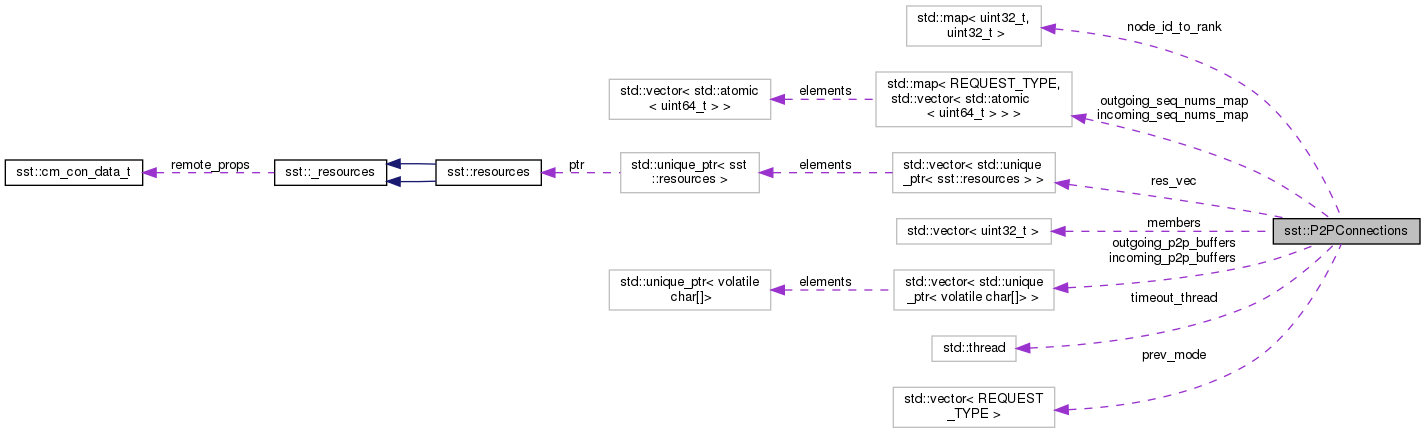 std::map< uint32_t,
uint32_t >
node_id_to_rank
std::vector< std::atomic
< uint64_t > >
elements
std::map< REQUEST_TYPE,
std::vector< std::atomic
< uint64_t > > >
outgoing_seq_nums_map
incoming_seq_nums_map
sst::cm_con_data_t
remote_props
sst::_resources
sst::resources
ptr
std::unique_ptr< sst
::resources >
elements
std::vector< std::unique
_ptr< sst::resources > >
res_vec
std::vector< uint32_t >
members
sst::P2PConnections
outgoing_p2p_buffers
incoming_p2p_buffers
std::unique_ptr< volatile
char[]>
elements
std::vector< std::unique
_ptr< volatile char[]> >
timeout_thread
std::thread
prev_mode
std::vector< REQUEST
_TYPE >